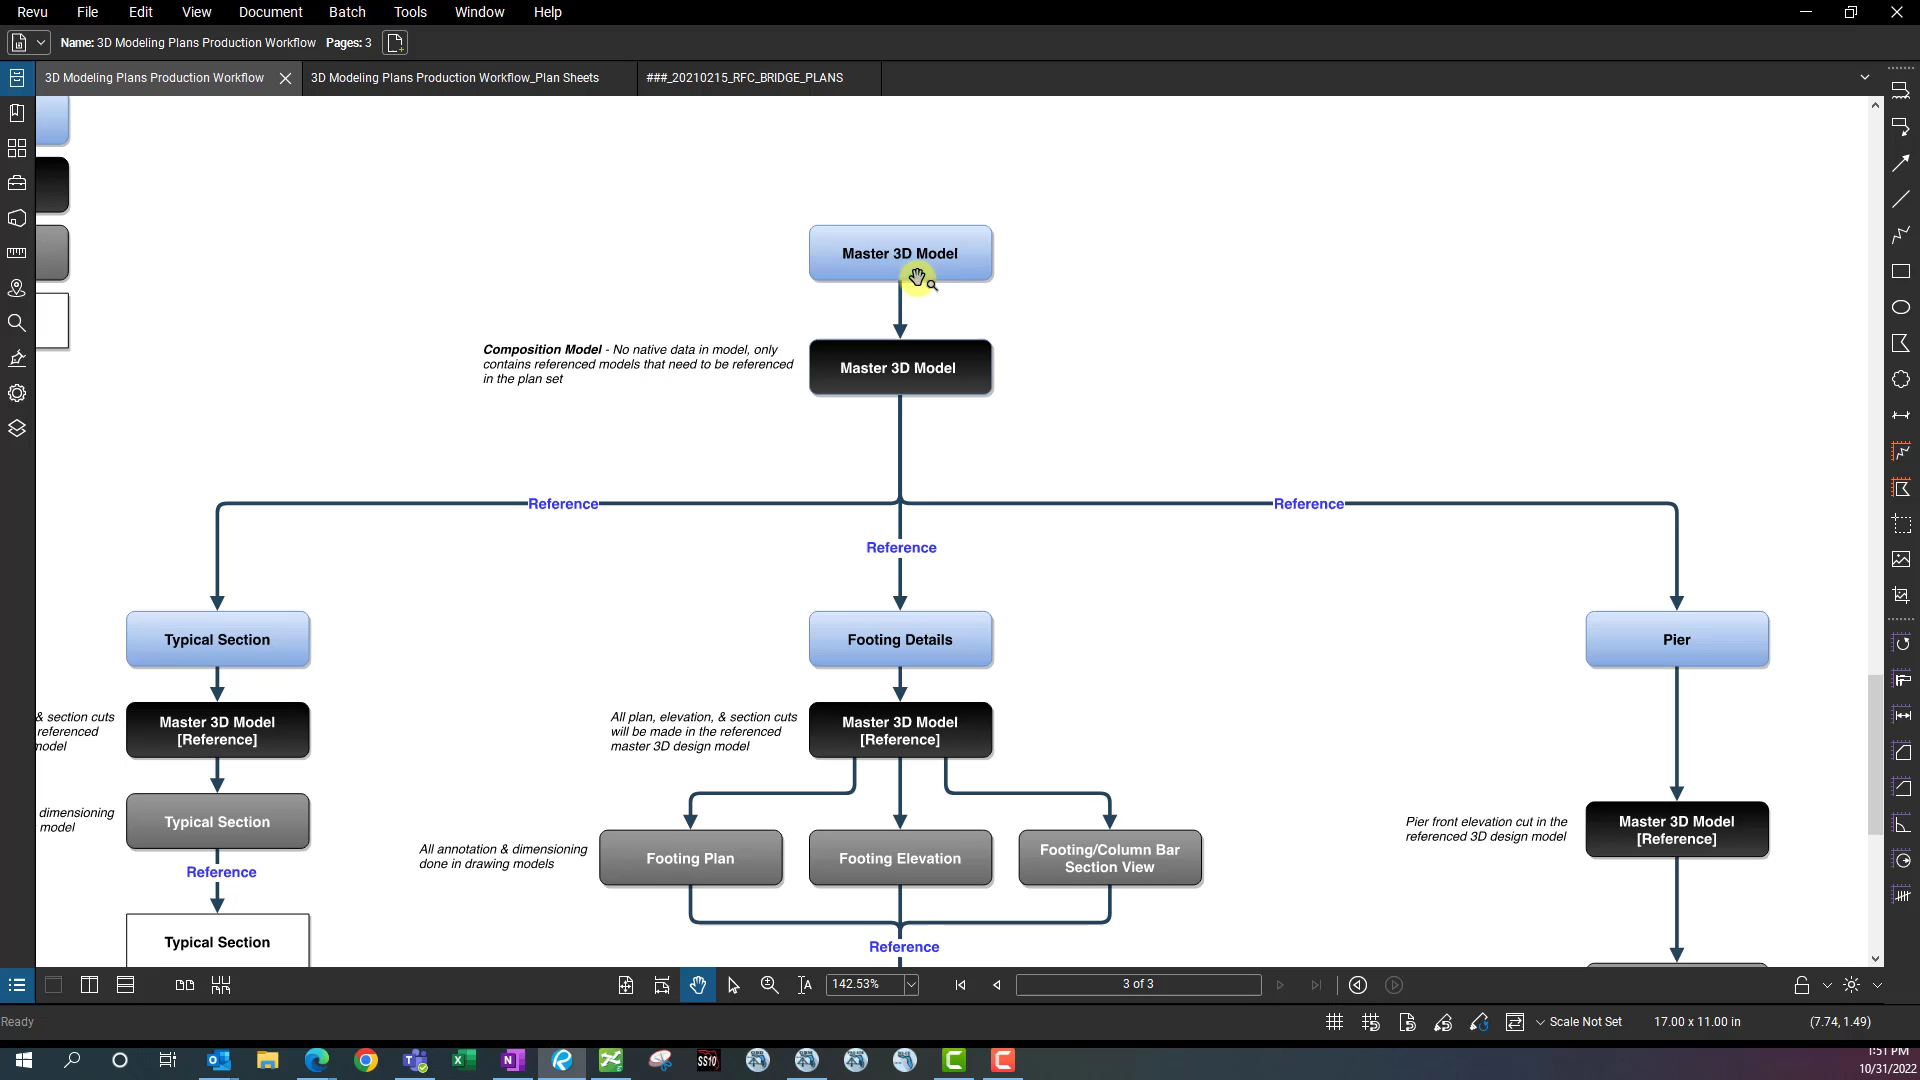 Revu File Edit View Document Batch Tools Window Help
Name: 3D Modeling Plans Production Workflow Pages: 3
3D Modeling Plans Production Workflow
3D Modeling Plans Production Workflow_Plan Sheets
###_20210215_RFC_BRIDGE_PLANS
Master 3D Model
Composition Model - No native data in model, only
contains referenced models that need to be referenced
in the plan set
Master 3D Model
Reference
Reference
Reference
Typical Section
Footing Details
Pier
& section cuts
referenced
model
Master 3D Model
[Reference]
All plan, elevation, & section cuts
will be made in the referenced
master 3D design model
Master 3D Model
[Reference]
Pier front elevation cut in the
referenced 3D design model
Master 3D Model
[Reference]
dimensioning
model
Typical Section
All annotation & dimensioning
done in drawing models
Footing Plan
Footing Elevation
Footing/Column Bar
Section View
Reference
Typical Section
Reference
142.53%
3 of 3
Ready
Scale Not Set
17.00 x 11.00 in
(7.74, 1.49)
SS10
1:51 PM
10/31/2022